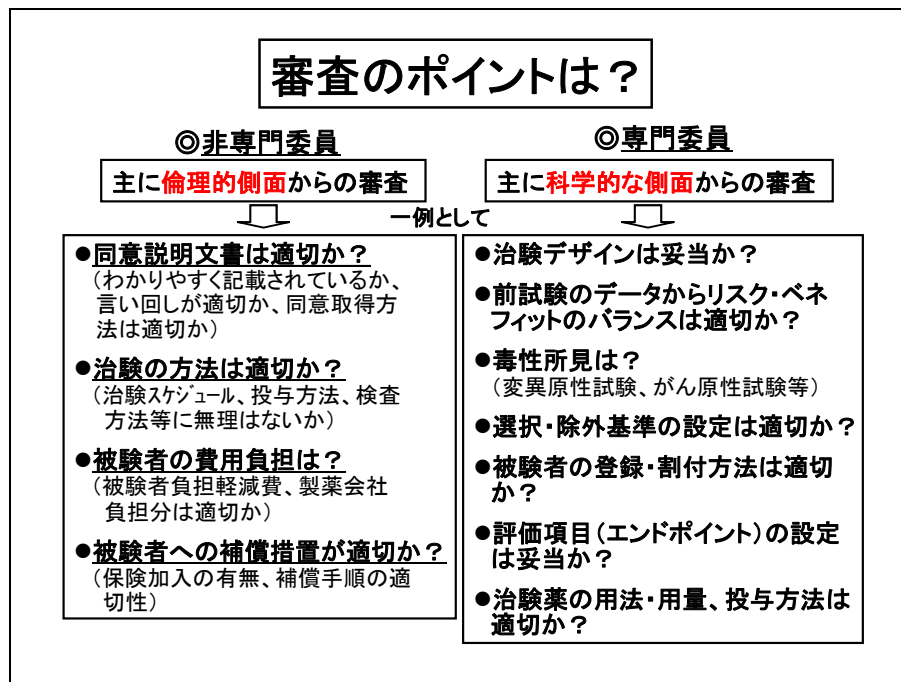 審査のポイントは？
◎非専門委員
主に倫理的側面からの審査
◎専門委員
主に科学的な側面からの審査
一例として
●同意説明文書は適切か？
（わかりやすく記載されているか、
言い回しが適切か、同意取得方
法は適切か）
●治験の方法は適切か？
（治験ｽｹｼﾞｭｰﾙ、投与方法、検査
方法等に無理はないか）
●被験者の費用負担は？
（被験者負担軽減費、製薬会社
負担分は適切か）
●被験者への補償措置が適切か？
（保険加入の有無、補償手順の適
切性）
●治験デザインは妥当か？
●前試験のデータからリスク・ベネ
フィットのバランスは適切か？
●毒性所見は？
（変異原性試験、がん原性試験等）
●選択・除外基準の設定は適切か？
●被験者の登録・割付方法は適切
か？
●評価項目（エンドポイント）の設定
は妥当か？
●治験薬の用法・用量、投与方法は
適切か？